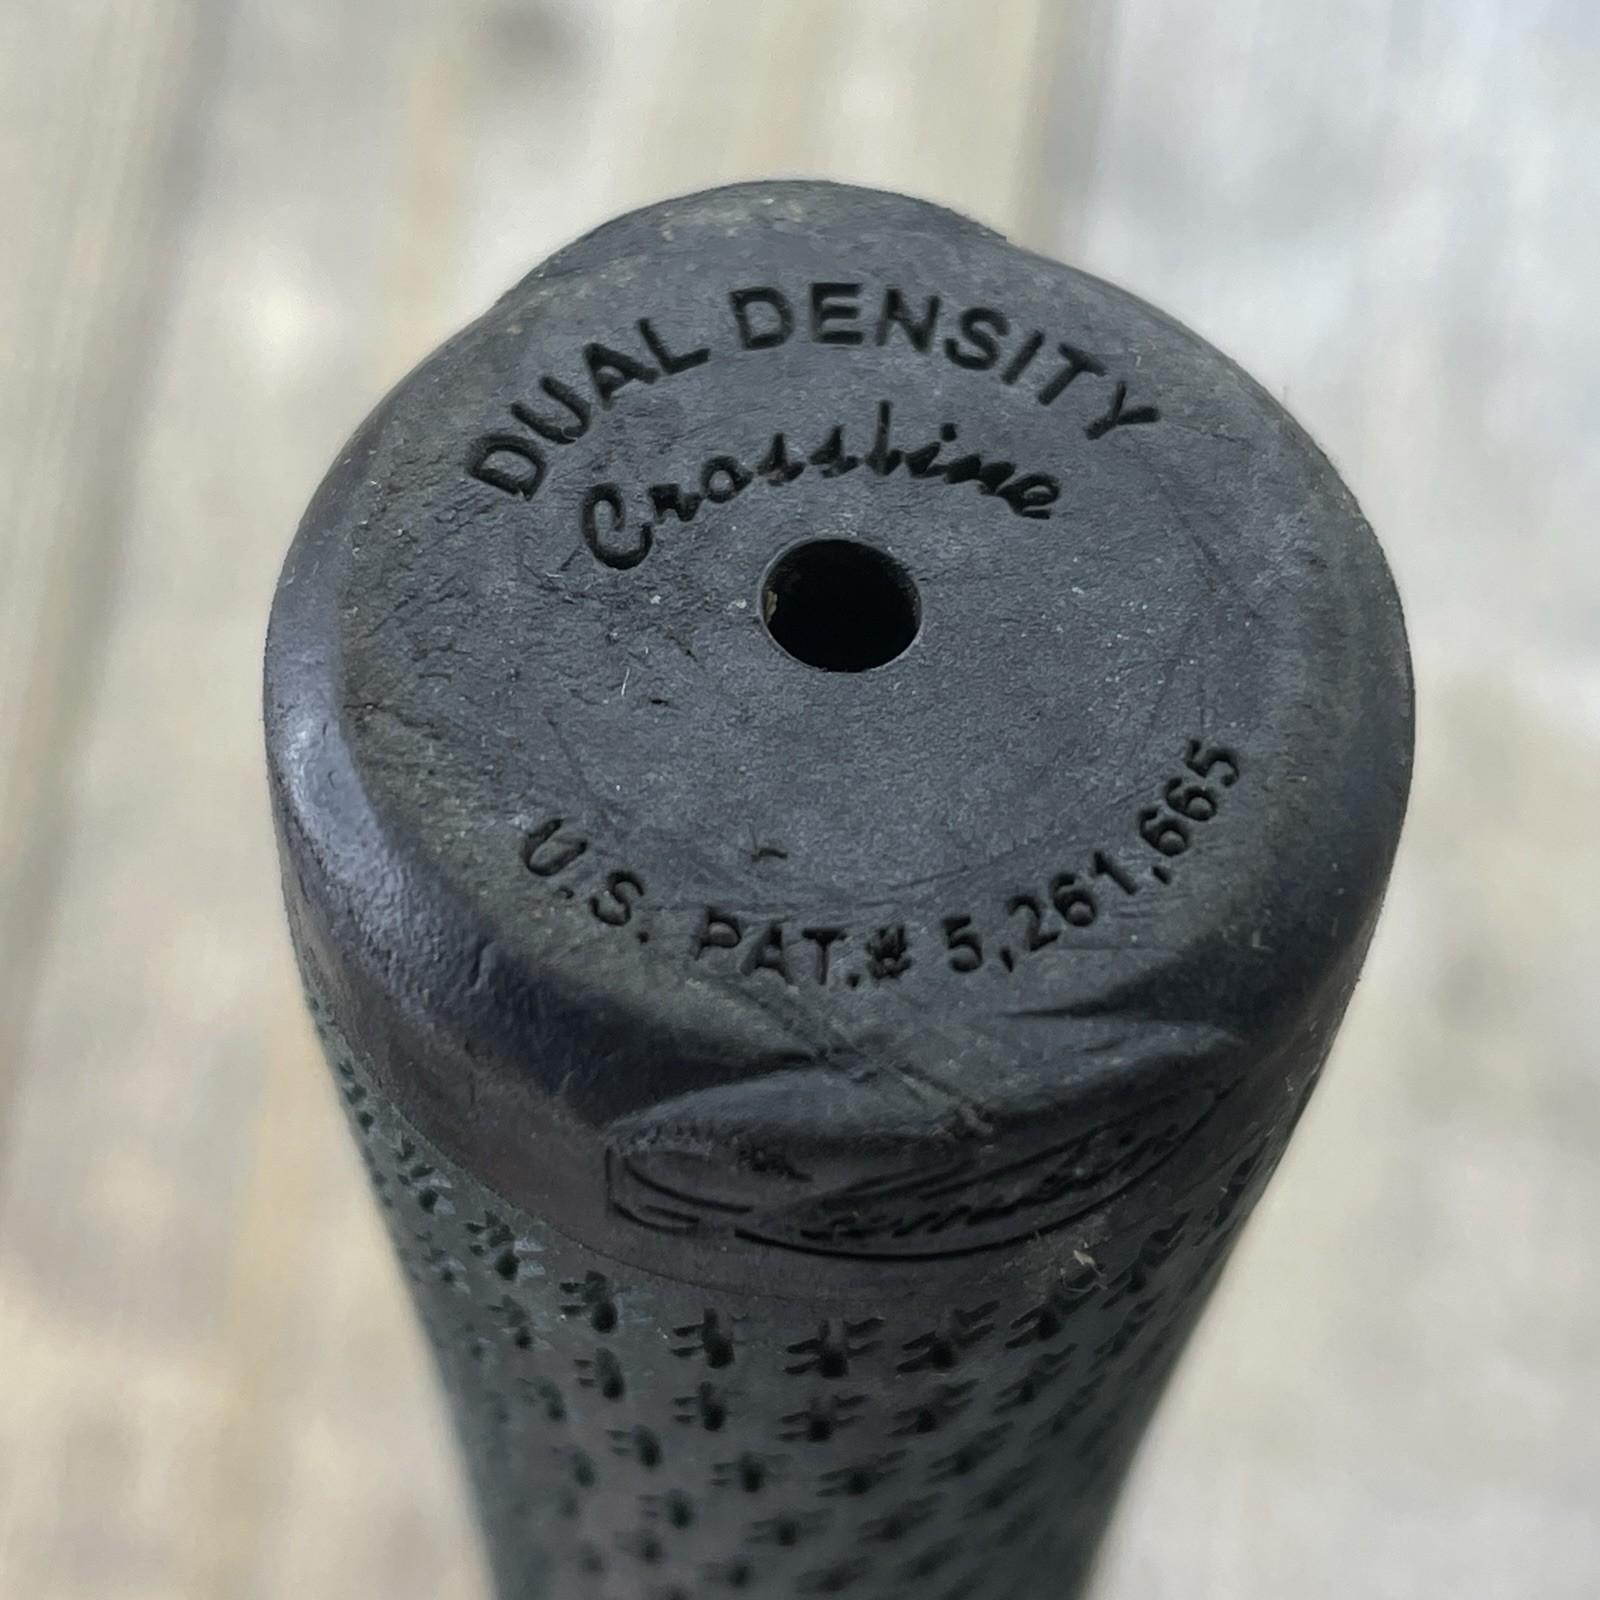 DUAL DENSITY
Crossline
U.S. PAT.# 5,261,665